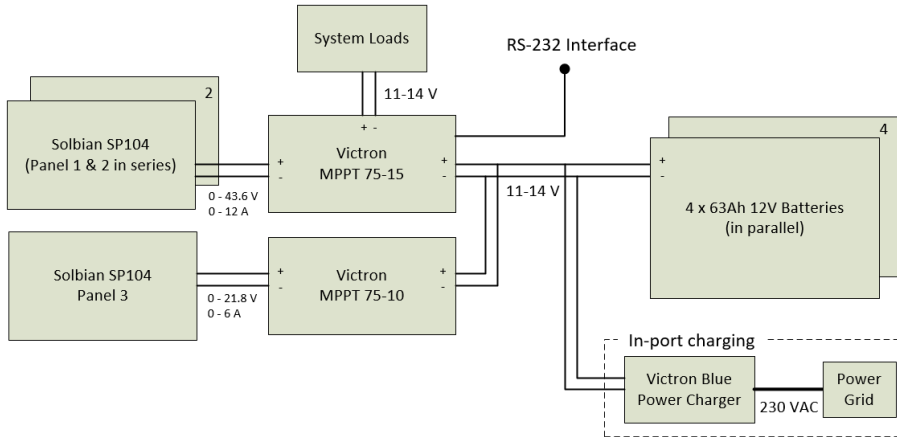 System Loads
RS-232 Interface
11-14 V
2
Solbian SP104
(Panel 1 & 2 in series)
+ -
Victron
MPPT 75-15
+
-
+
-
0 - 43.6 V
0 - 12 A
11-14 V
4
+
-
4 x 63Ah 12V Batteries
(in parallel)
Solbian SP104
Panel 3
0 - 21.8 V
0 - 6 A
+
-
Victron
MPPT 75-10
+
-
In-port charging
Victron Blue
Power Charger
230 VAC
Power
Grid